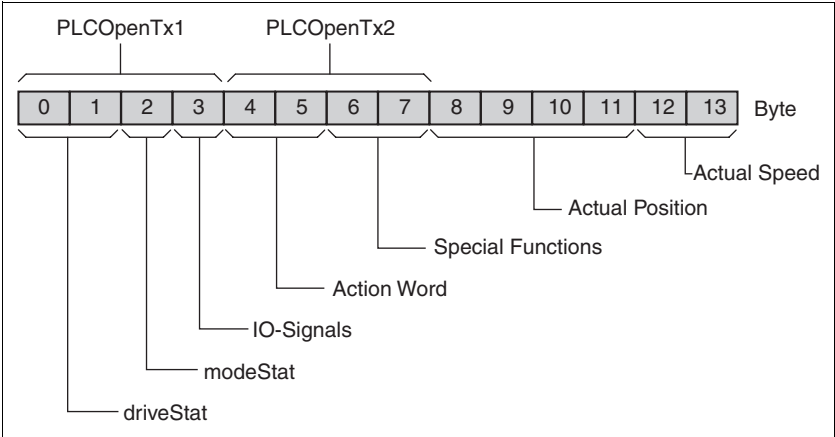 PLCOpenTx1 PLCOpenTx2
0 1 2 3 4 5 6 7 8 9 10 11 12 13 Byte
Actual Speed
Actual Position
Special Functions
Action Word
IO-Signals
modeStat
driveStat